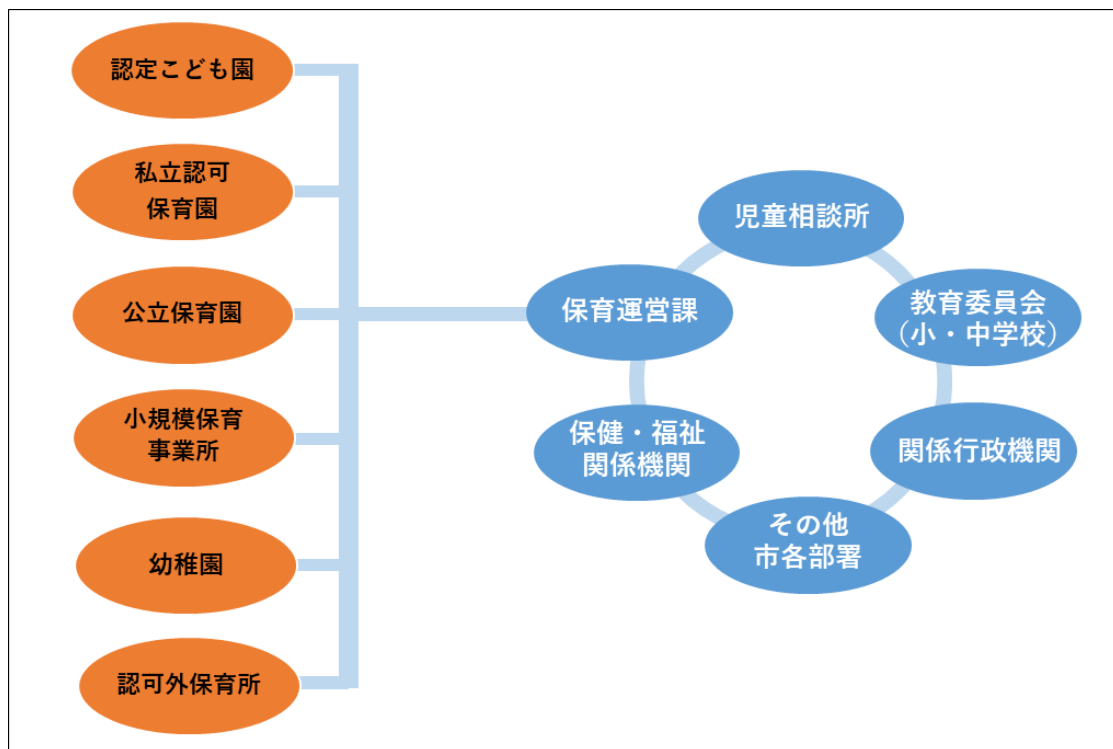 認定こども園
私立認可
保育園
公立保育園
小規模保育
事業所
幼稚園
認可外保育所
児童相談所
保育運営課
教育委員会
（小・中学校）
保健・福祉
関係機関
関係行政機関
その他
市各部署